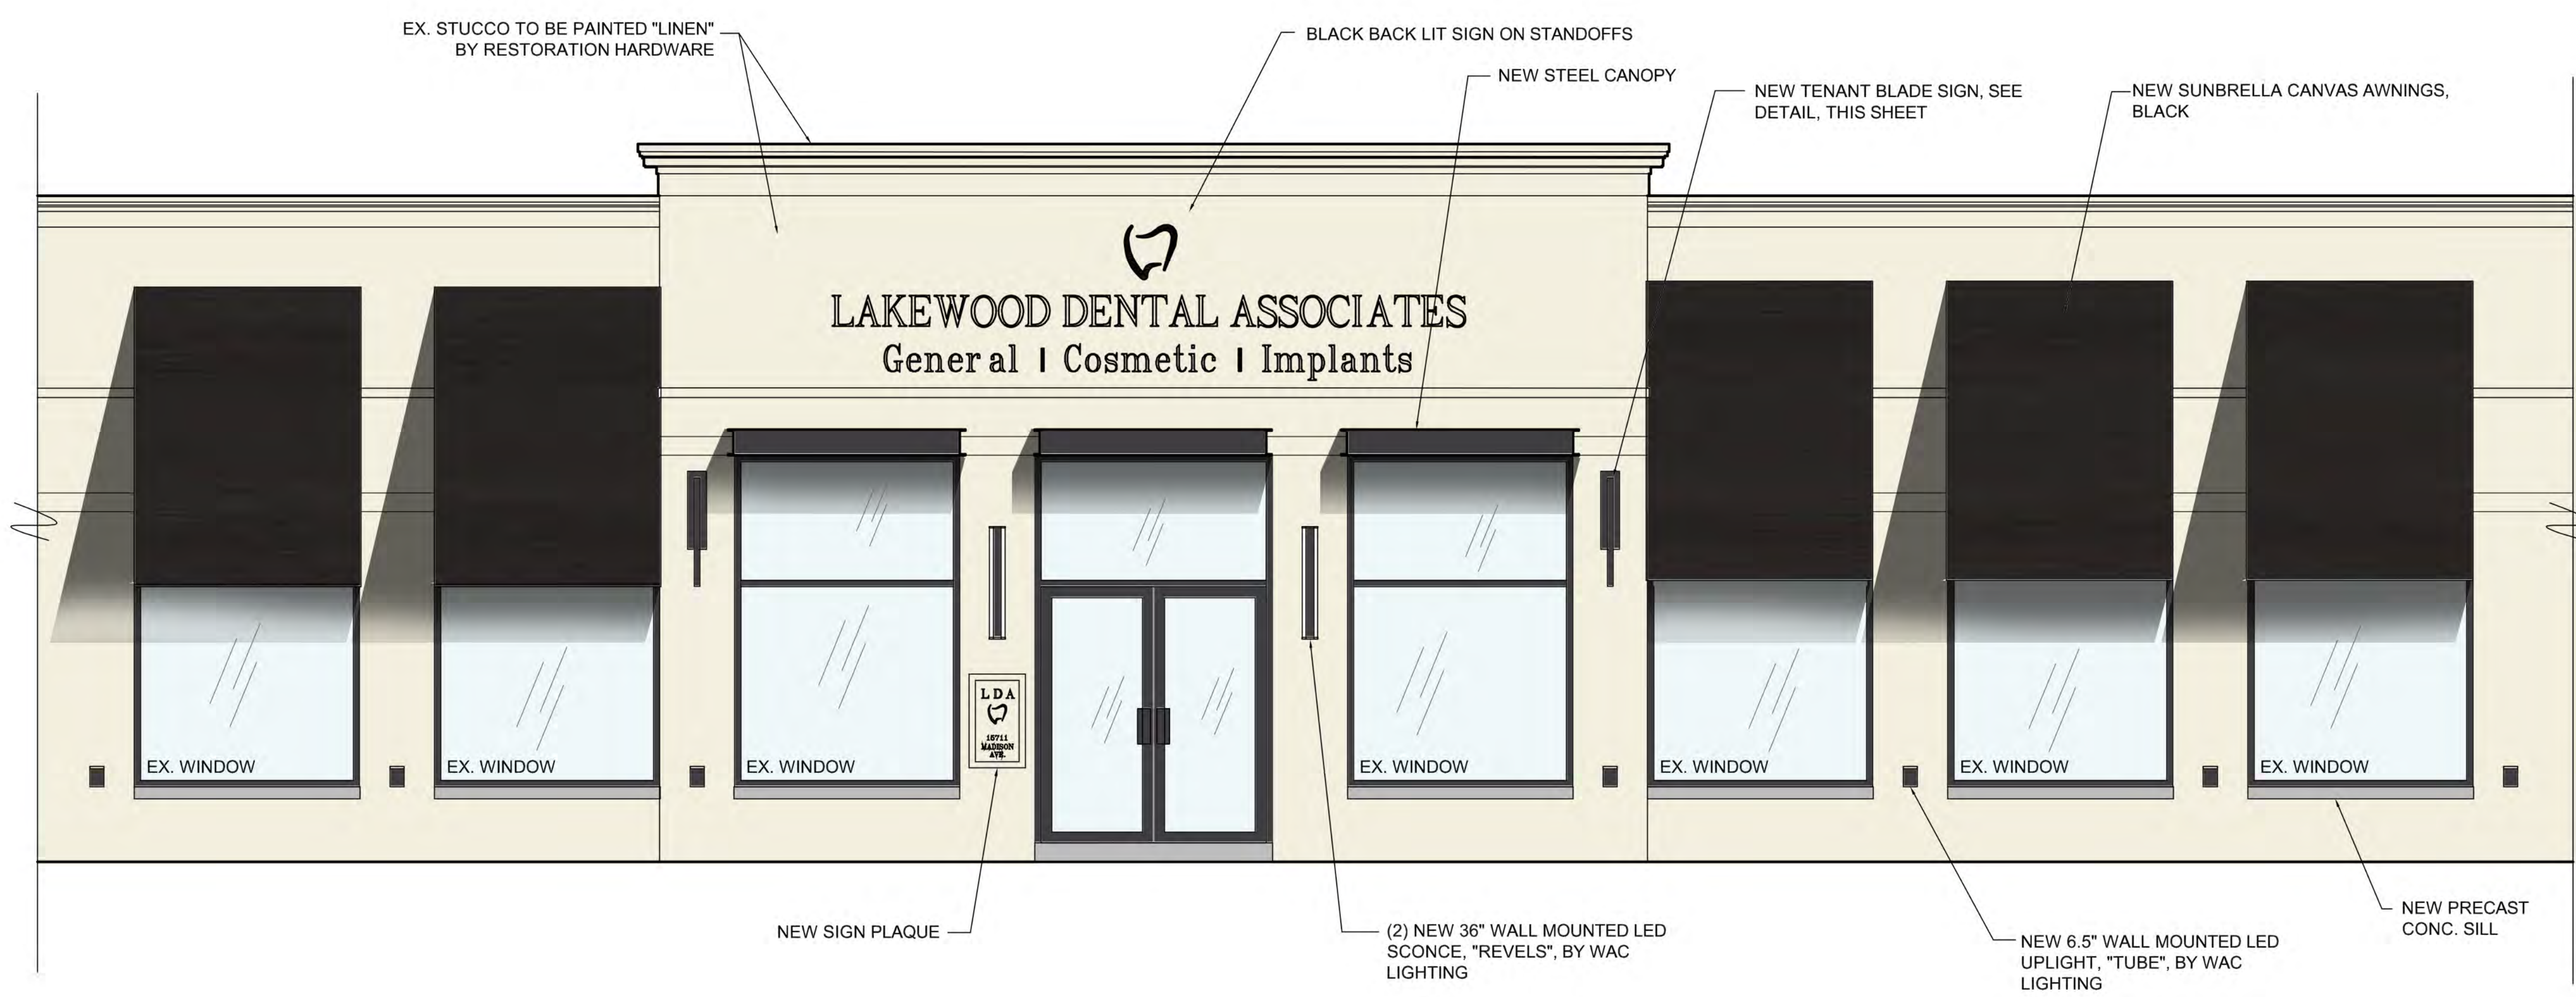 EX. STUCCO TO BE PAINTED "LINEN"
BY RESTORATION HARDWARE
BLACK BACK LIT SIGN ON STANDOFFS
NEW STEEL CANOPY
NEW TENANT BLADE SIGN, SEE
DETAIL, THIS SHEET
NEW SUNBRELLA CANVAS AWNINGS,
BLACK
LAKEWOOD DENTAL ASSOCIATES
General | Cosmetic | Implants
LDA
15711
MADISON
AVE.
EX. WINDOW
EX. WINDOW
EX. WINDOW
EX. WINDOW
EX. WINDOW
EX. WINDOW
EX. WINDOW
NEW SIGN PLAQUE
(2) NEW 36" WALL MOUNTED LED
SCONCE, "REVELS", BY WAC
LIGHTING
NEW 6.5" WALL MOUNTED LED
UPLIGHT, "TUBE", BY WAC
LIGHTING
NEW PRECAST
CONC. SILL